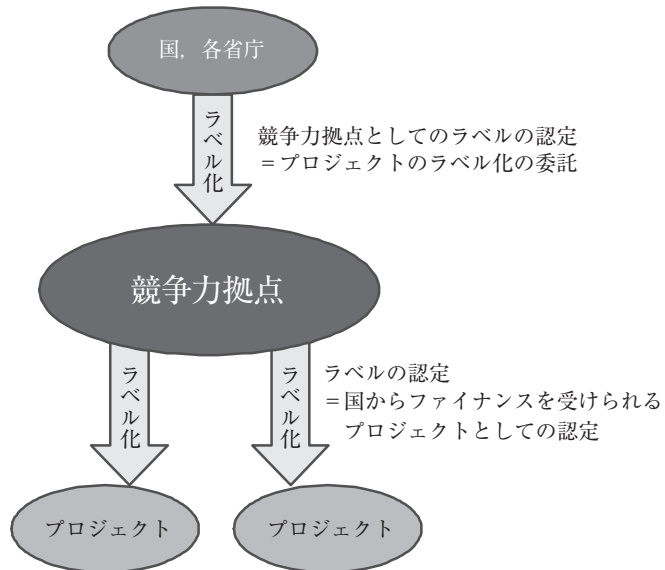 国，各省庁
ラベル化
競争力拠点としてのラベルの認定
＝プロジェクトのラベル化の委託
競争力拠点
ラベル化
ラベル化
ラベルの認定
＝国からファイナンスを受けられる
プロジェクトとしての認定
プロジェクト
プロジェクト